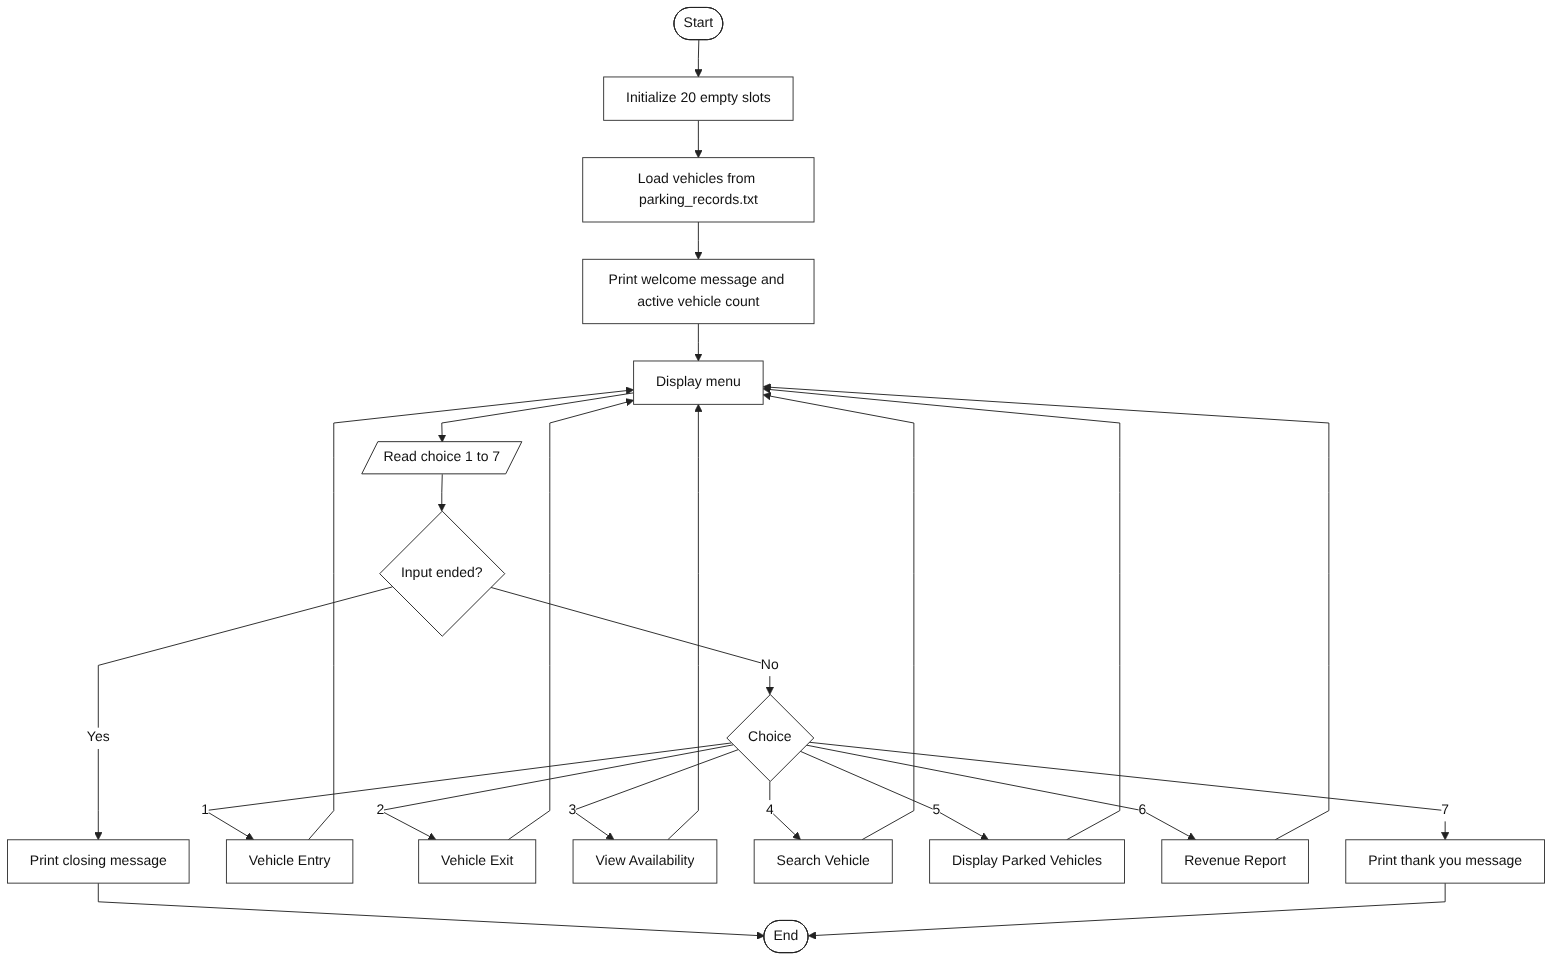 Start
Initialize 20 empty slots
Load vehicles from
parking_records.txt
Print welcome message and
active vehicle count
Display menu
Read choice 1 to 7
Input ended?
No
Yes
Choice
1
2
3
4
5
6
7
Print closing message
Vehicle Entry
Vehicle Exit
View Availability
Search Vehicle
Display Parked Vehicles
Revenue Report
Print thank you message
End